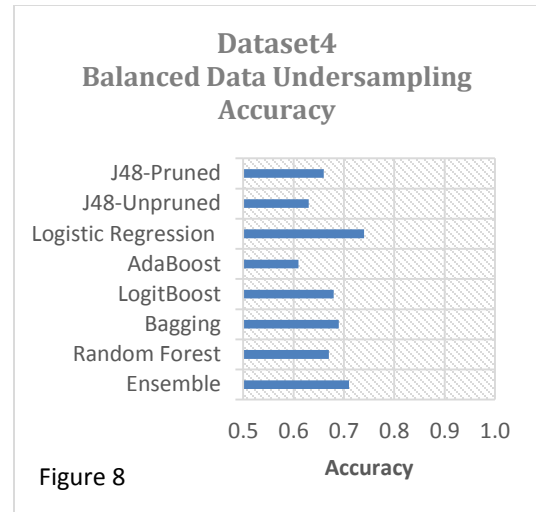 Dataset4
Balanced Data Undersampling
Accuracy
J48-Pruned
J48-Unpruned
Logistic Regression
AdaBoost
LogitBoost
Bagging
Random Forest
Ensemble
0.5 0.6 0.7 0.8 0.9 1.0
Accuracy
Figure 8